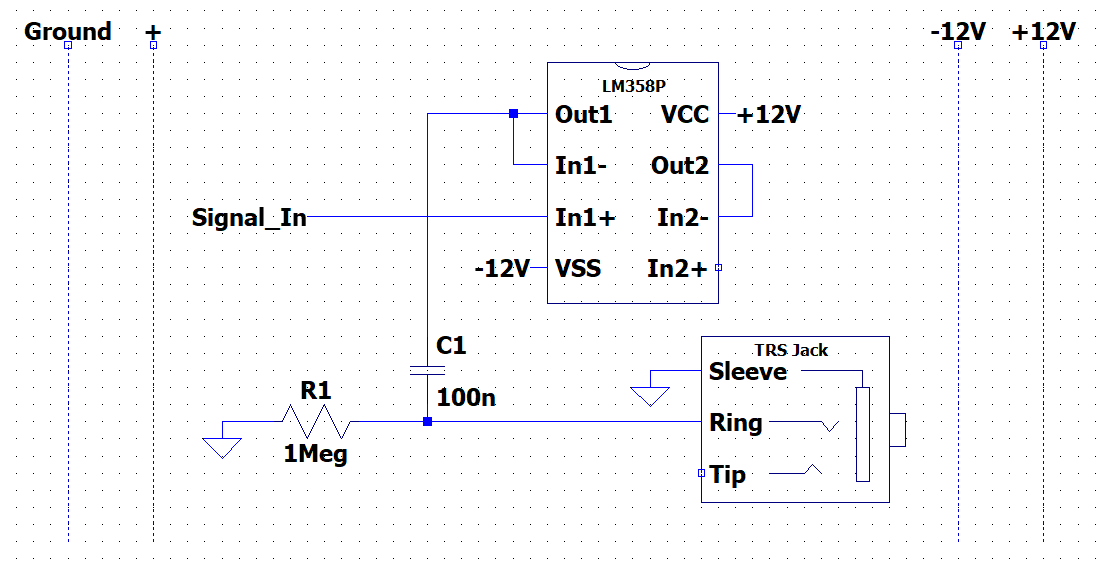 Ground + -12V +12V
LM358P
Out1 VCC +12V
In1- Out2
Signal_In In1+ In2-
-12V VSS In2+
C1
TRS Jack
Sleeve
R1 100n
Ring
1Meg
Tip